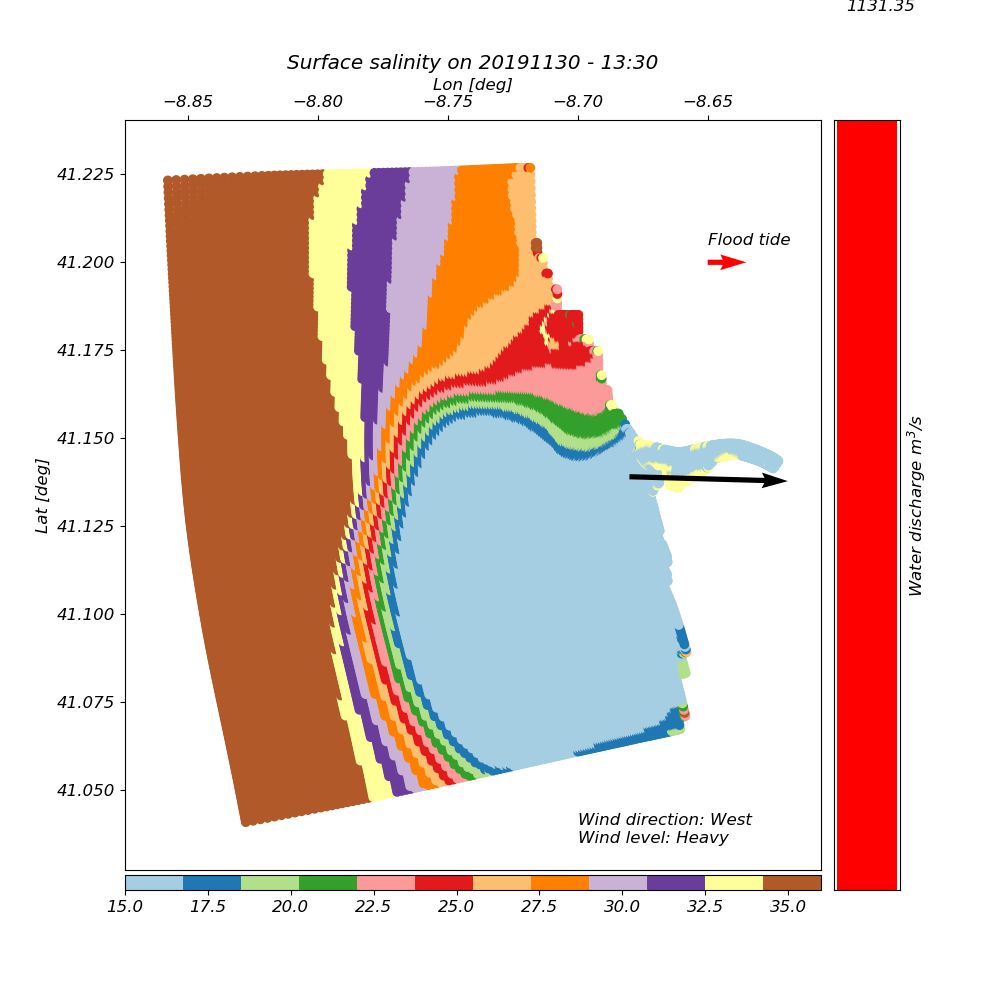 1131.35
Surface salinity on 20191130 - 13:30
Lon [deg]
−8.85 −8.80 −8.75 −8.70 −8.65
41.225
41.200
41.175
41.150
41.125
41.100
41.075
41.050
Lat [deg]
Flood tide
Water discharge m³/s
Wind direction: West
Wind level: Heavy
15.0 17.5 20.0 22.5 25.0 27.5 30.0 32.5 35.0